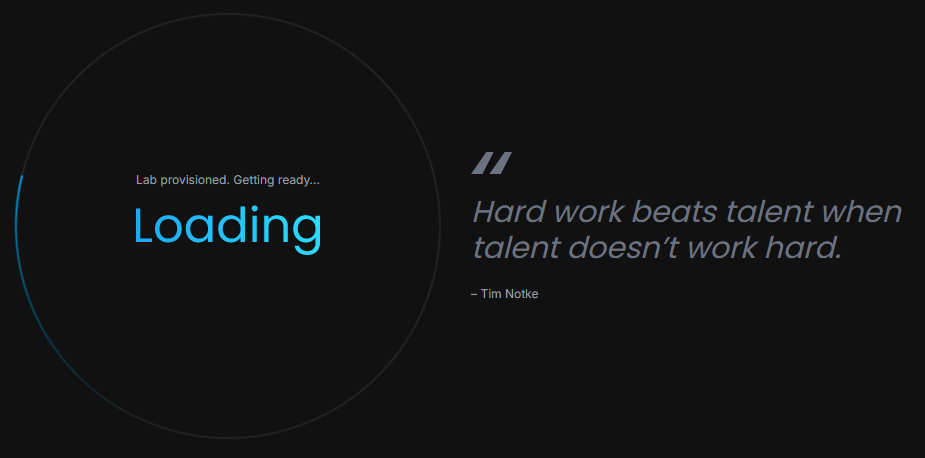 Lab provisioned. Getting ready...
Loading
“
Hard work beats talent when
talent doesn’t work hard.
– Tim Notke